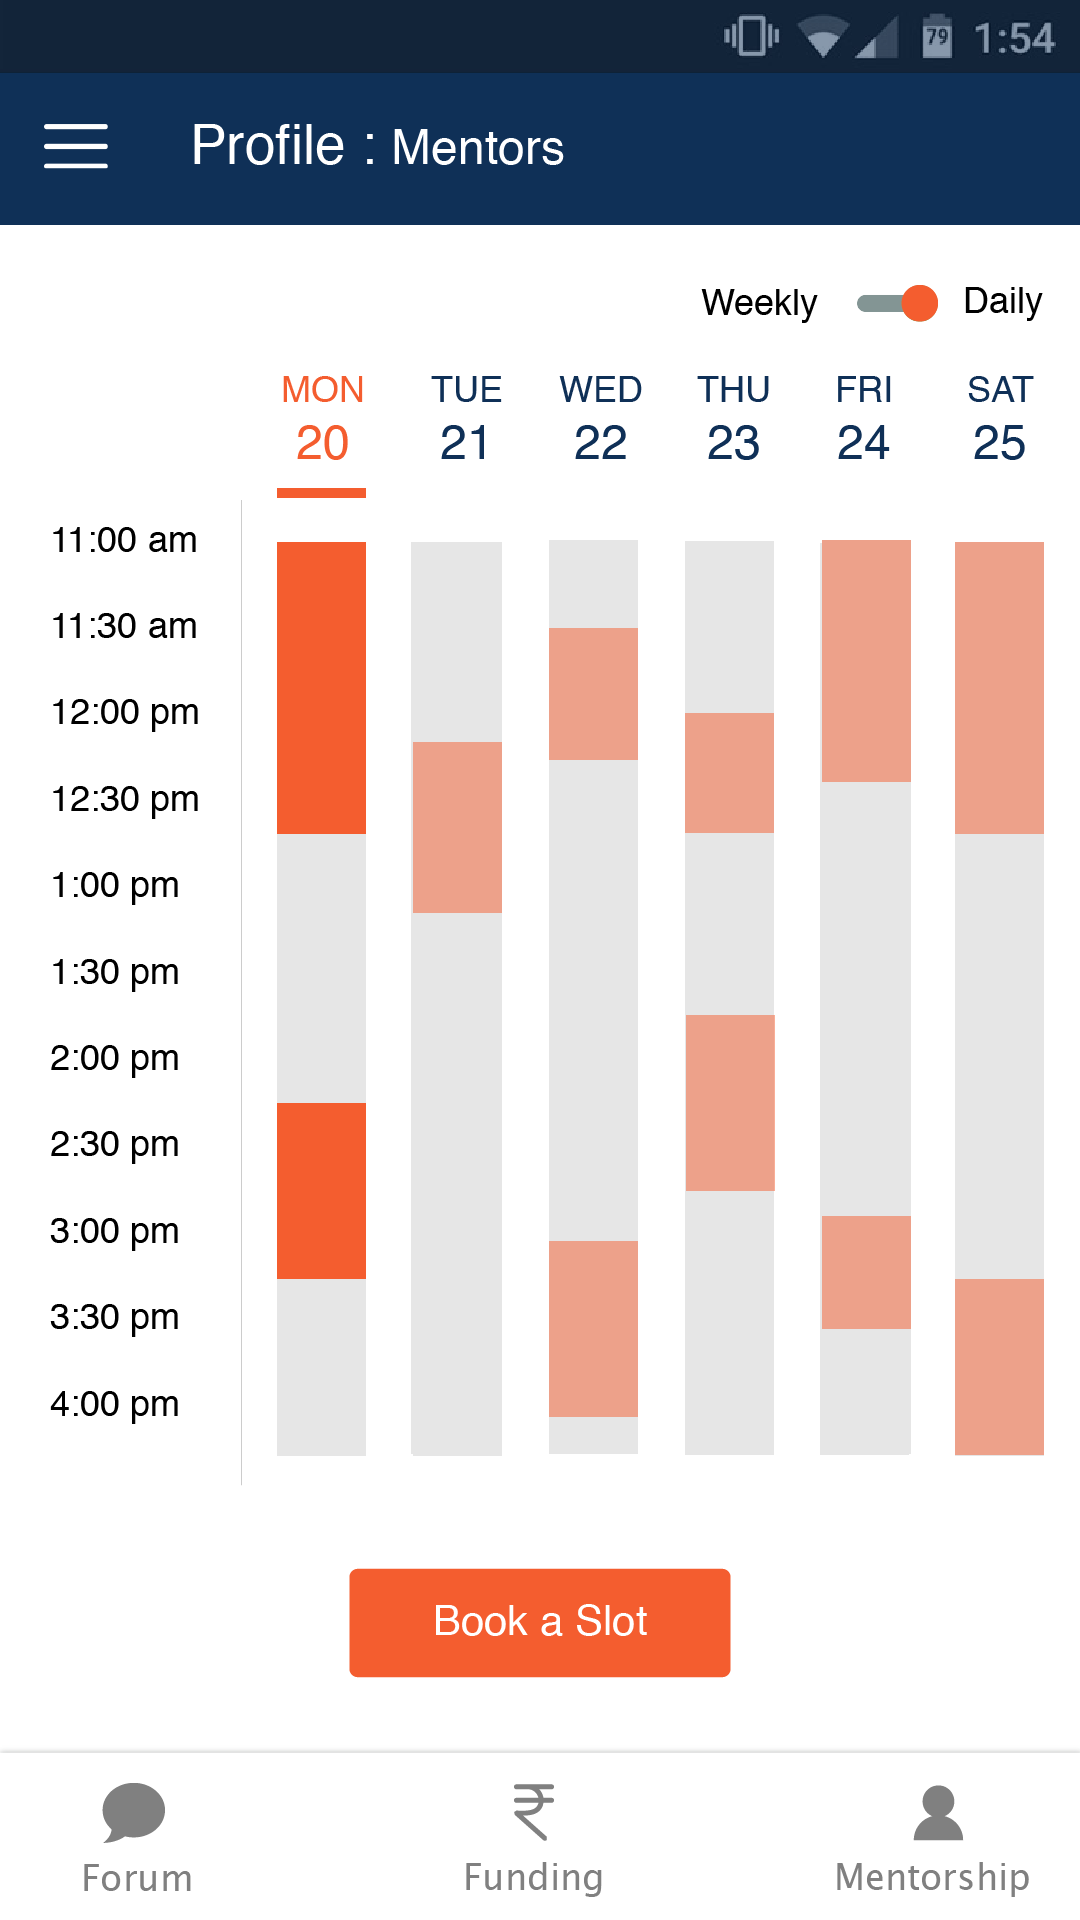 79 1:54
Profile : Mentors
Weekly Daily
MON TUE WED THU FRI SAT
20 21 22 23 24 25
11:00 am
11:30 am
12:00 pm
12:30 pm
1:00 pm
1:30 pm
2:00 pm
2:30 pm
3:00 pm
3:30 pm
4:00 pm
Book a Slot
₹
Forum Funding Mentorship